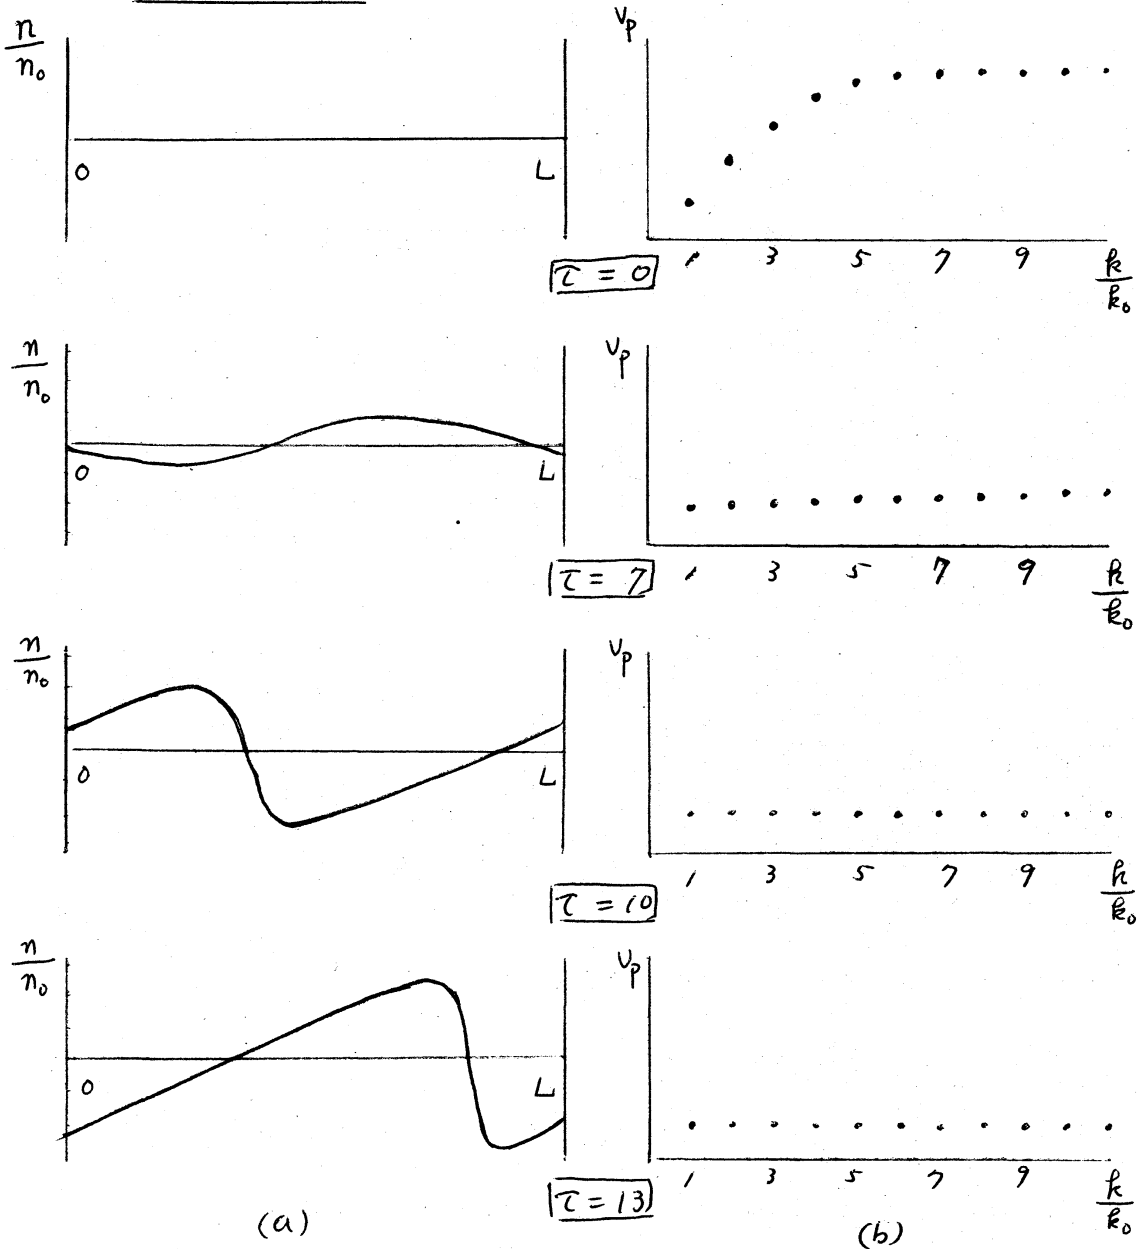 n/n₀
0 L
V_p
1 3 5 7 9 k/k₀
τ = 0
n/n₀
0 L
V_p
1 3 5 7 9 k/k₀
τ = 7
n/n₀
0 L
V_p
1 3 5 7 9 k/k₀
τ = 10
n/n₀
0 L
V_p
1 3 5 7 9 k/k₀
τ = 13
(a) (b)